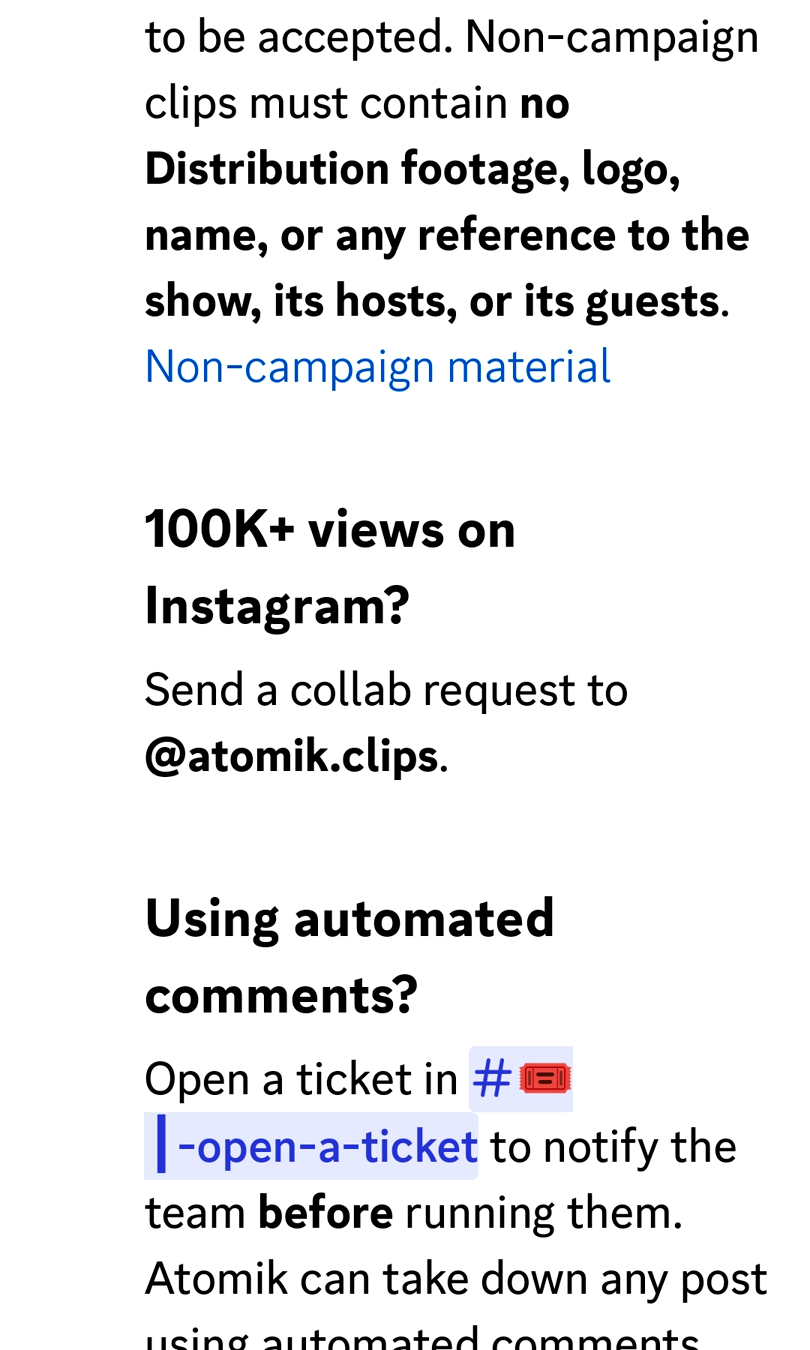 to be accepted. Non-campaign
clips must contain no
Distribution footage, logo,
name, or any reference to the
show, its hosts, or its guests.
Non-campaign material
100K+ views on
Instagram?
Send a collab request to
@atomik.clips.
Using automated
comments?
Open a ticket in #🎟️
┃-open-a-ticket to notify the
team before running them.
Atomik can take down any post
using automated comments